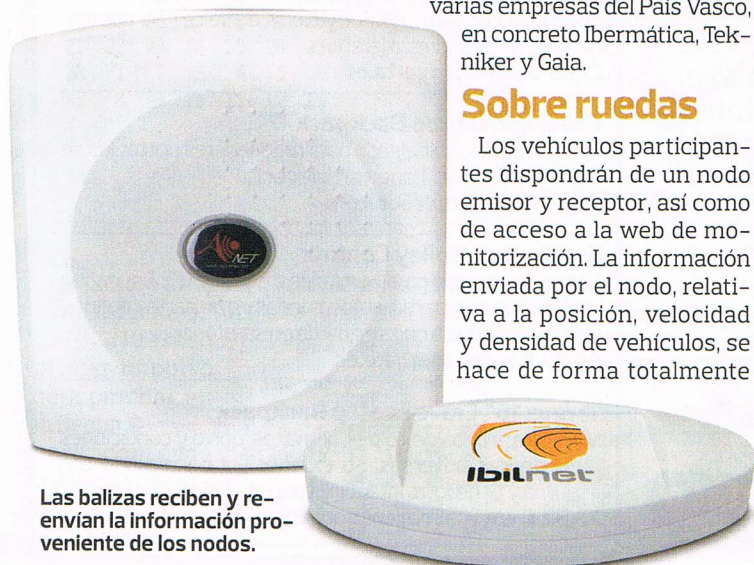 varias empresas del País Vasco,
en concreto Ibermática, Tek-
niker y Gaia.
Sobre ruedas
Los vehículos participan-
tes dispondrán de un nodo
emisor y receptor, así como
de acceso a la web de mo-
nitorización. La información
enviada por el nodo, relati-
va a la posición, velocidad
y densidad de vehículos, se
hace de forma totalmente
NET
Ibilnet
Las balizas reciben y re-
envían la información pro-
veniente de los nodos.